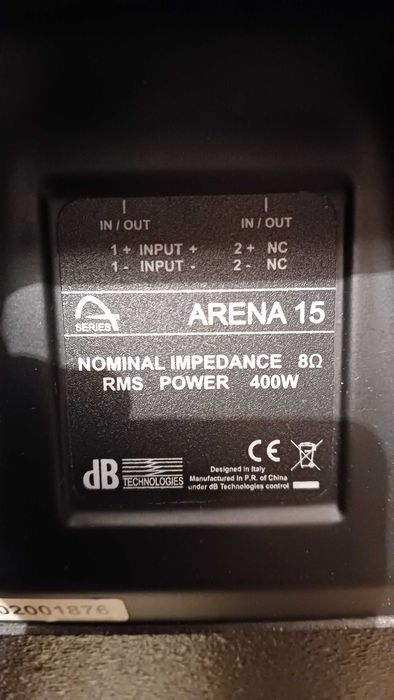 IN / OUT IN / OUT
1 + INPUT + 2 + NC
1 - INPUT - 2 - NC
A SERIES ARENA 15
NOMINAL IMPEDANCE 8Ω
RMS POWER 400W
CE
dB TECHNOLOGIES
Designed in Italy
Manufactured in P.R. of China
under dB Technologies control
02001876